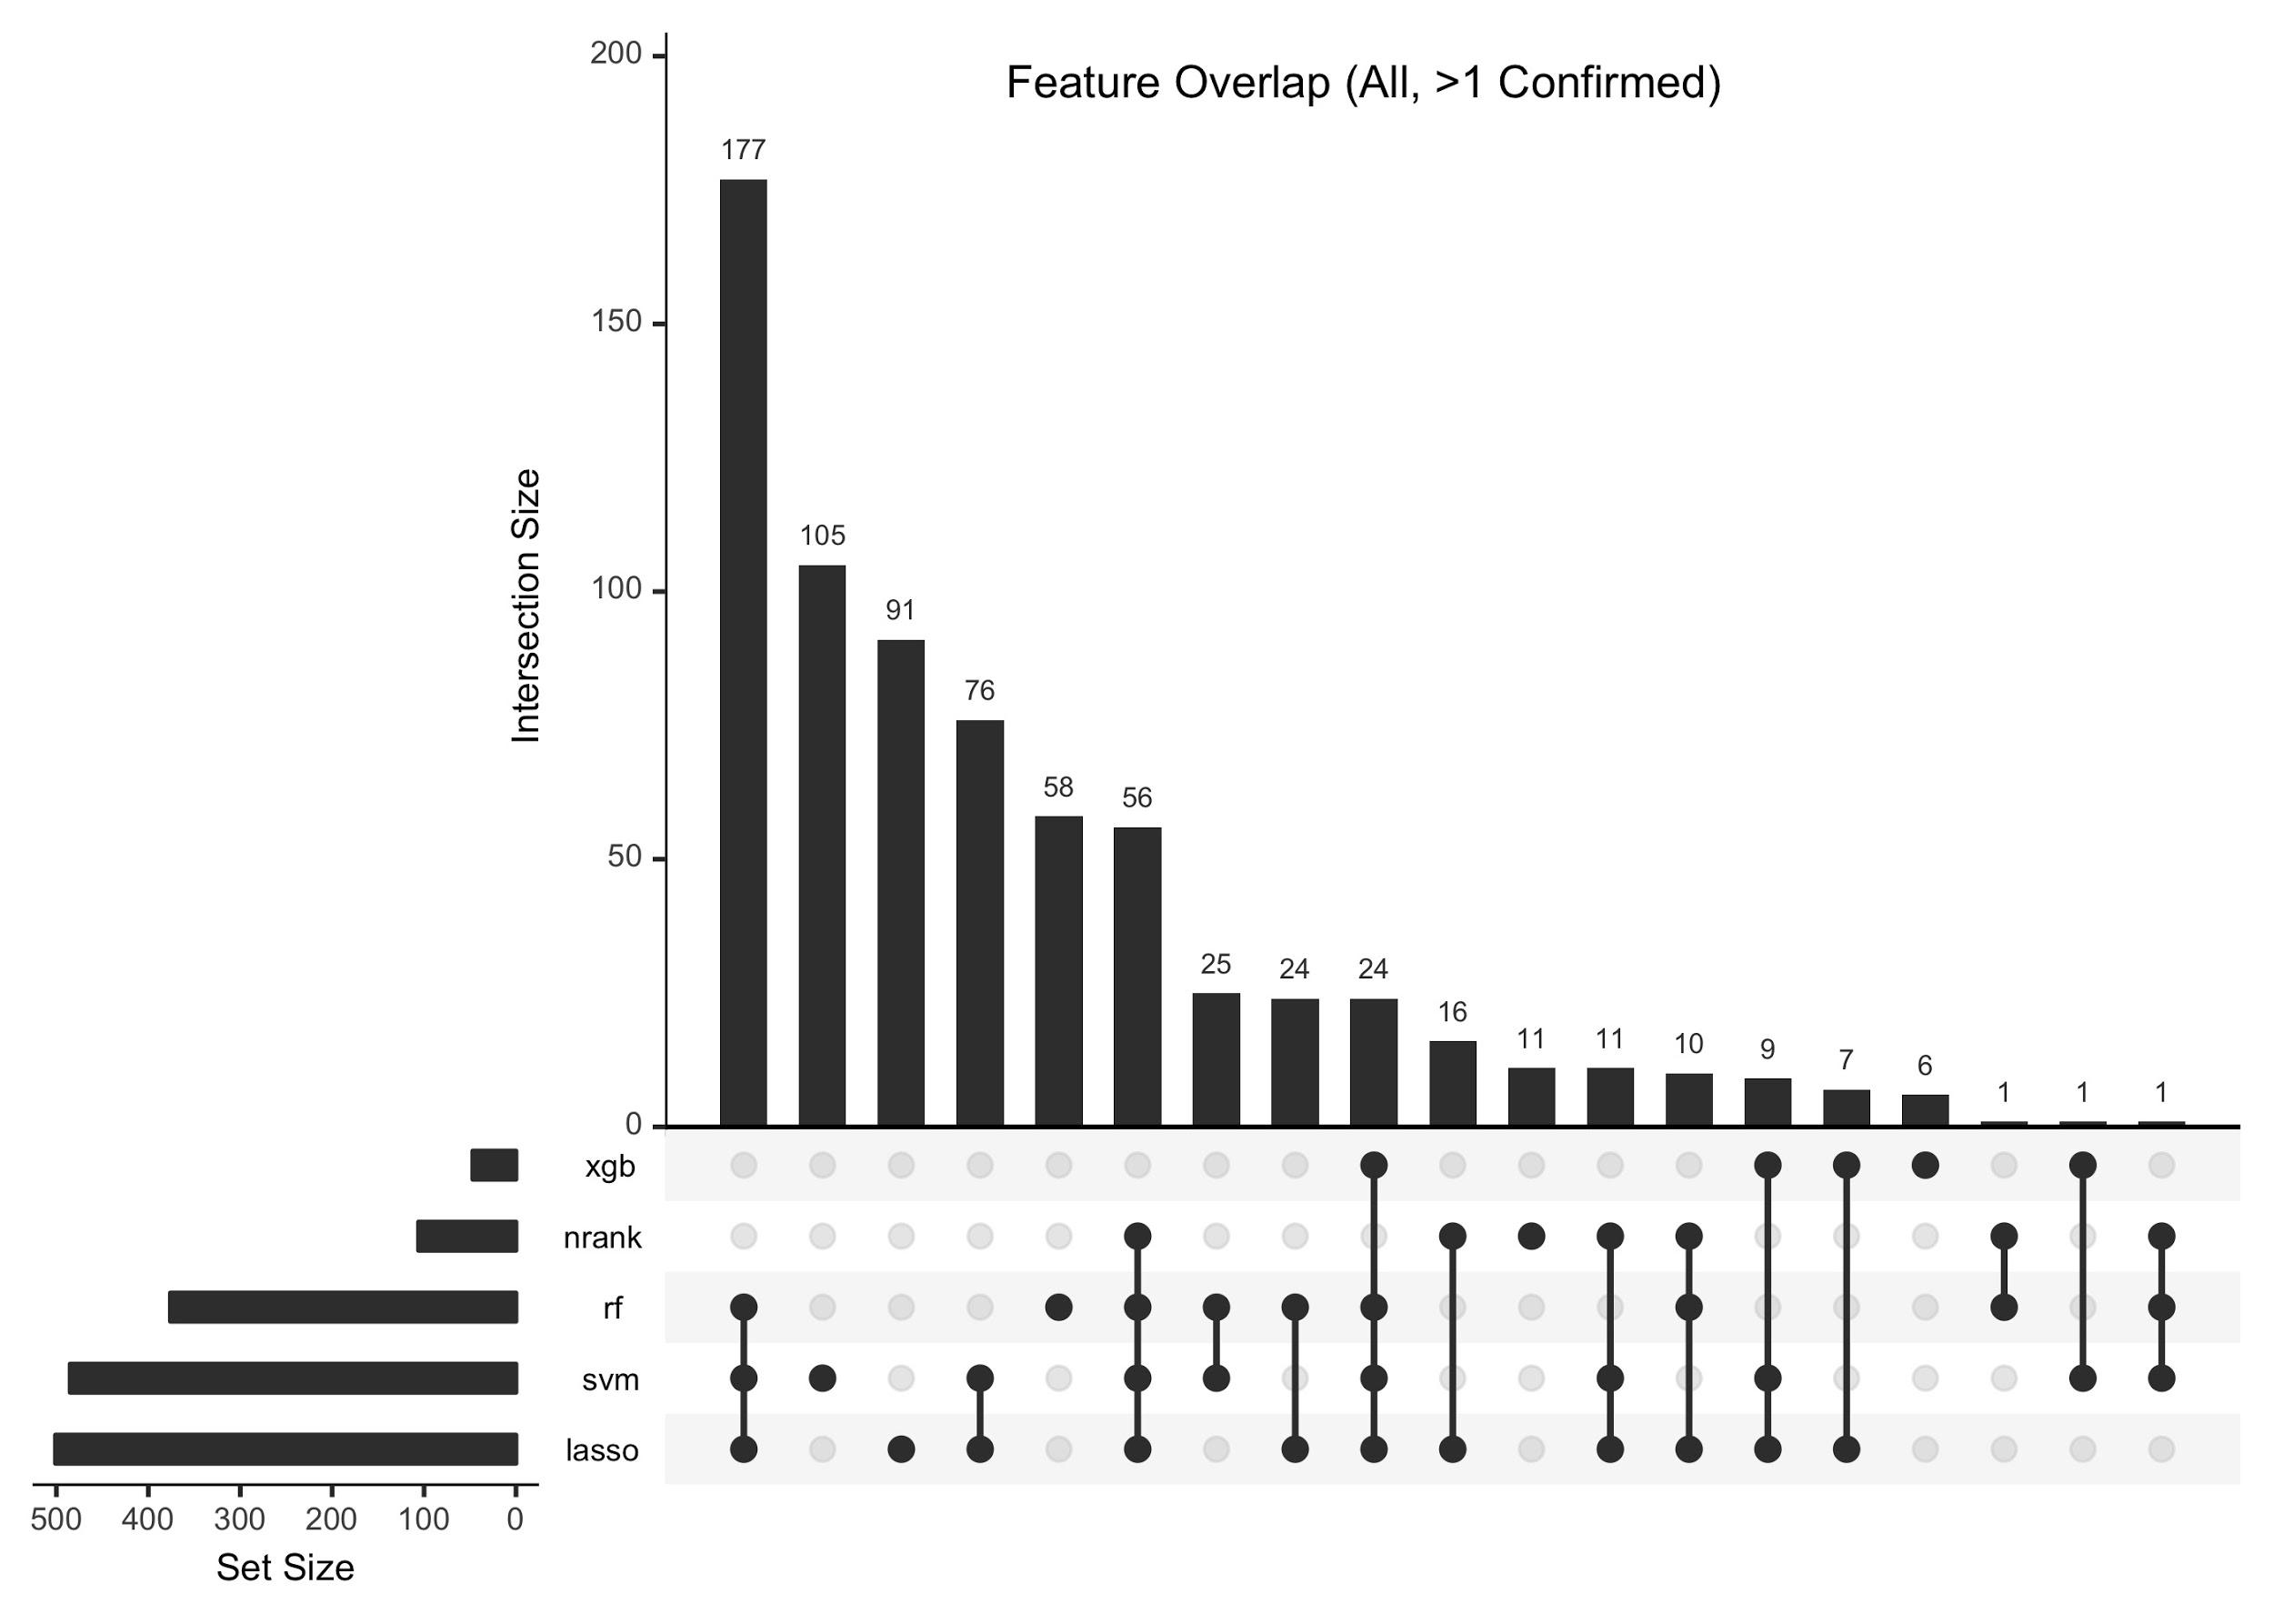 Feature Overlap (All, >1 Confirmed)
200
150
100
50
0
Intersection Size
177
105
91
76
58
56
25
24
24
16
11
11
10
9
7
6
1
1
1
xgb
nrank
rf
svm
lasso
500 400 300 200 100 0
Set Size